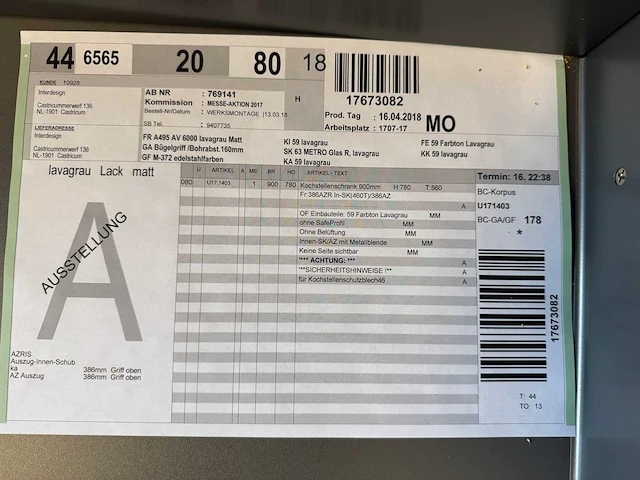 44 6565 20 80 18
KUNDE 10928
Interdesign
Castricummerwerf 136
NL-1901 Castricum
LIEFERADRESSE
Interdesign
Castricummerwerf 136
NL-1901 Castricum
AB NR : 769141
Kommission : MESSE-AKTION 2017
Bestell-Nr/Datum : WERKSMONTAGE |13.03.18
SB Tel. : 9407735
H
17673082
Prod. Tag : 16.04.2018
Arbeitsplatz : 1707-17
MO
FR A495 AV 6000 lavagrau Matt
GA Bügelgriff /Bohrabst.160mm
GF M-372 edelstahlfarben
KI 59 lavagrau
SK 63 METRO Glas R, lavagrau
KA 59 lavagrau
FE 59 Farbton Lavagrau
KK 59 lavagrau
lavagrau Lack matt
A
AUSSTELLUNG
AZRIS
Auszug-Innen-Schub
ka 386mm Griff oben
AZ Auszug 386mm Griff oben
U ARTIKEL A ME BR HO ARTIKEL - TEXT
080 U17.1403 1 900 780 Kochstellenschrank 900mm H:780 T:560
Fr:386AZR In-SK(460T)/386AZ
A
OF Einbauteile: 59 Farbton Lavagrau MM
ohne SafeProfil MM
Ohne Belüftung MM
Innen-SK/AZ mit Metallblende MM
Keine Seite sichtbar MM
**** ACHTUNG: *** A
**SICHERHEITSHINWEISE !** A
für Kochstellenschutzblech46 A
Termin: 16. 22:38
BC-Korpus
U171403
BC-GA/GF 178
*
17673082
T: 44
TO: 13